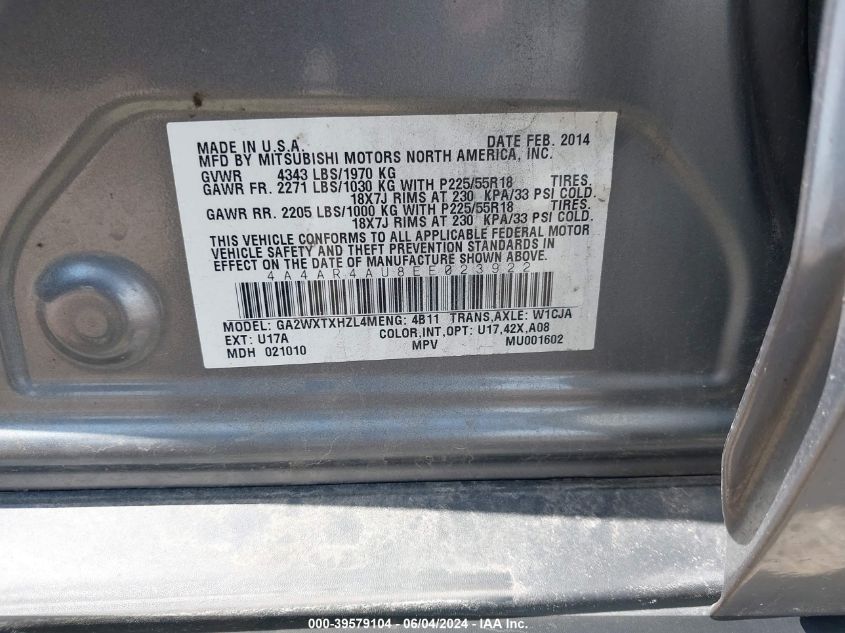 MADE IN U.S.A. DATE FEB. 2014
MFD BY MITSUBISHI MOTORS NORTH AMERICA, INC.
GVWR 4343 LBS/1970 KG
GAWR FR. 2271 LBS/1030 KG WITH P225/55R18 TIRES.
18X7J RIMS AT 230 KPA/33 PSI COLD.
GAWR RR. 2205 LBS/1000 KG WITH P225/55R18 TIRES.
18X7J RIMS AT 230 KPA/33 PSI COLD.
THIS VEHICLE CONFORMS TO ALL APPLICABLE FEDERAL MOTOR
VEHICLE SAFETY AND THEFT PREVENTION STANDARDS IN
EFFECT ON THE DATE OF MANUFACTURE SHOWN ABOVE.
4A4AR4AU8EE023922
MODEL: GA2WXTXHZL4MENG: 4B11 TRANS,AXLE: W1CJA
EXT: U17A COLOR,INT,OPT: U17,42X,A08
MDH 021010 MPV MU001602
000-39579104 - 06/04/2024 - IAAI.com